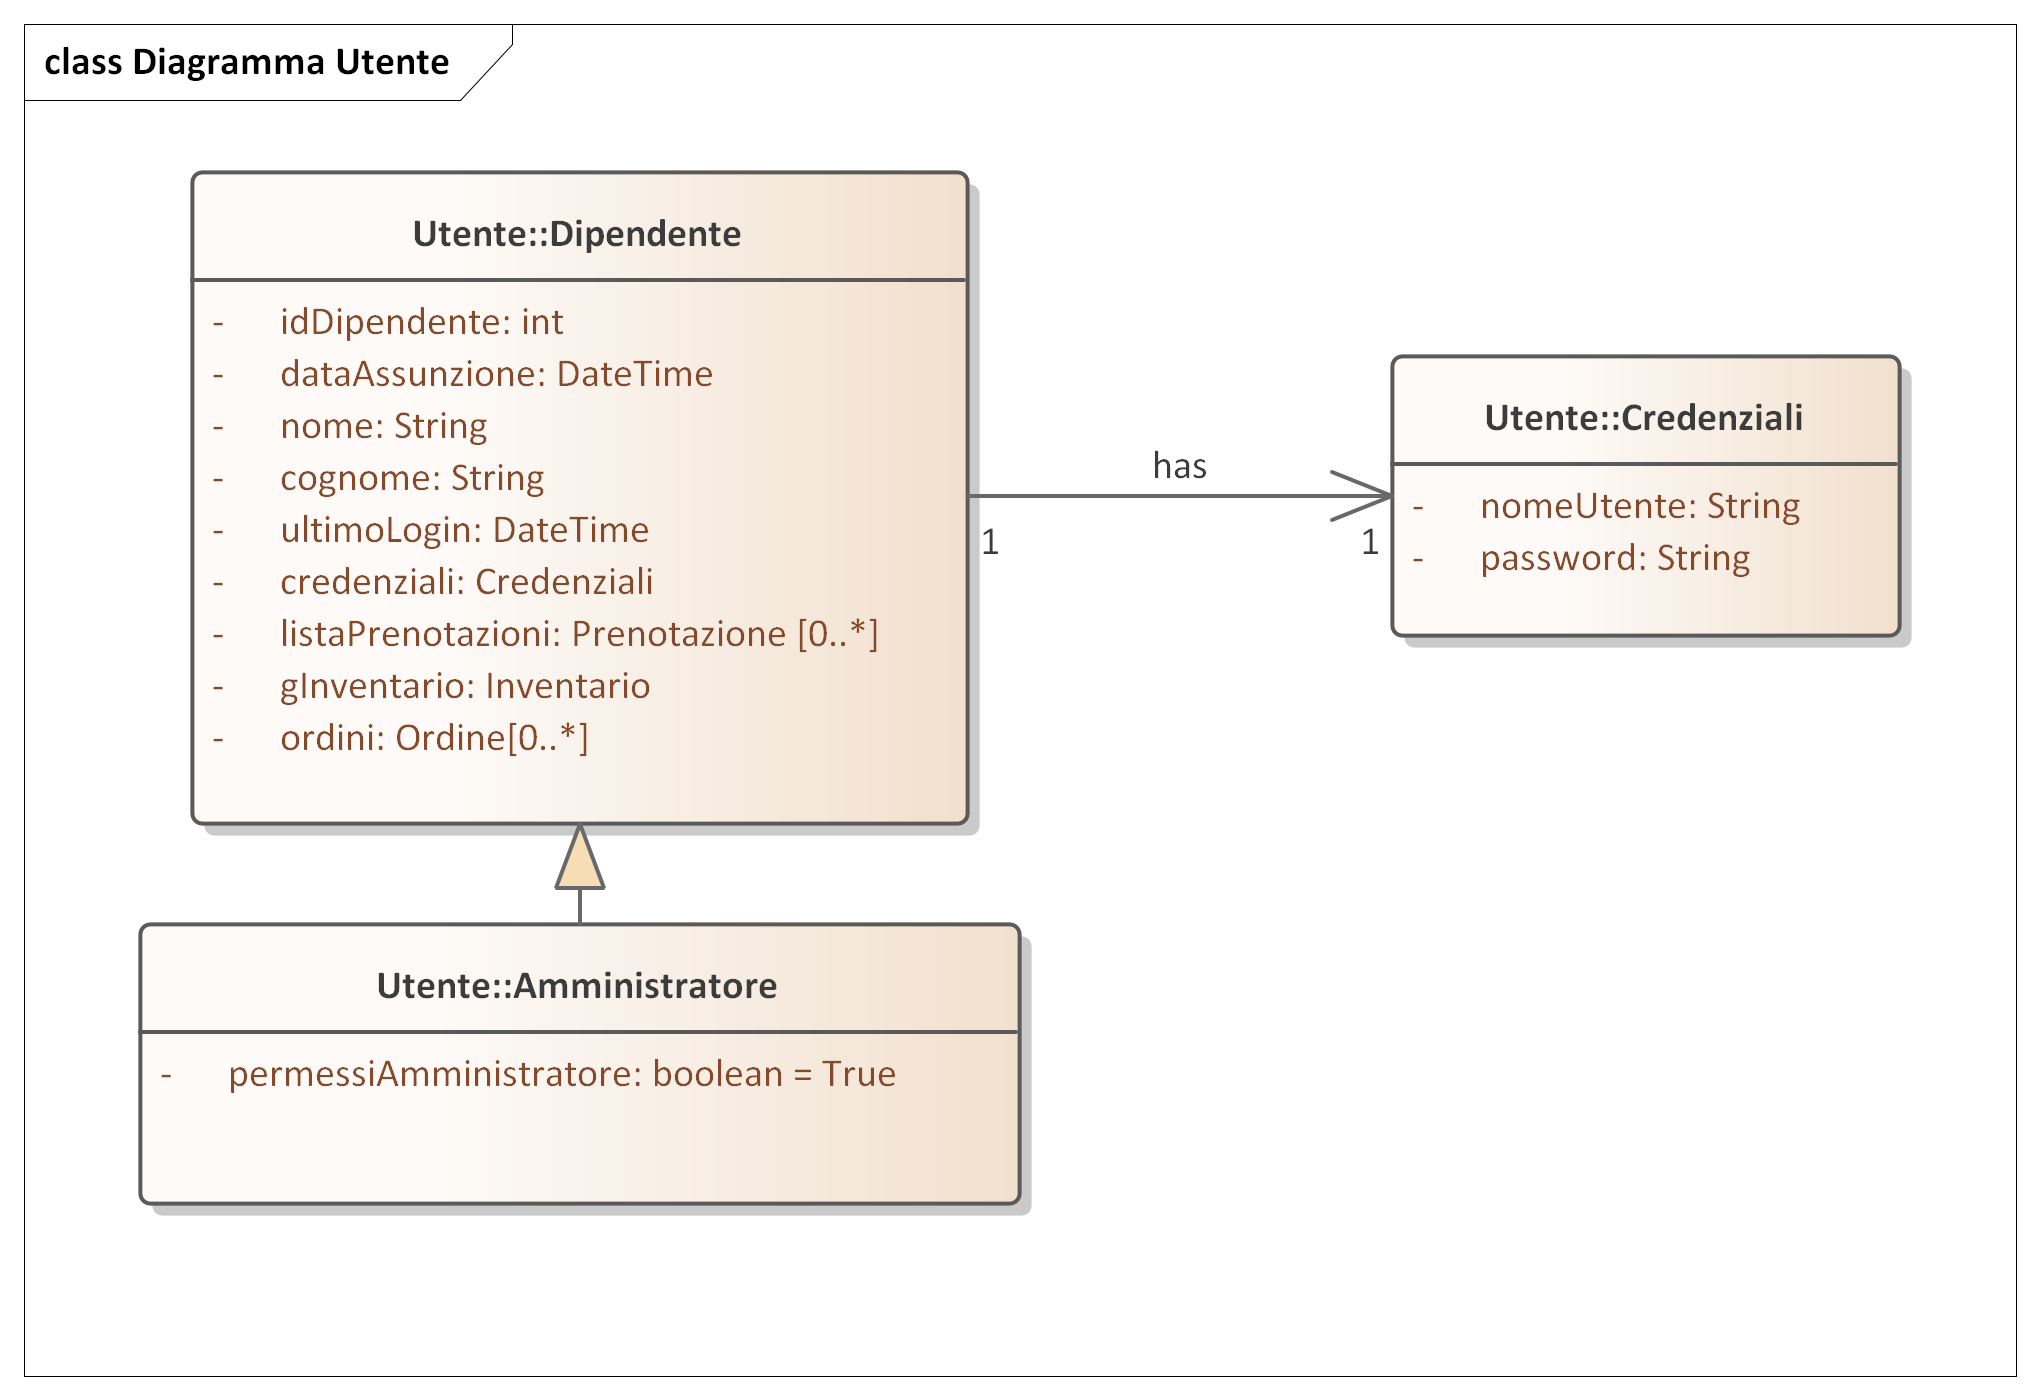 class Diagramma Utente
Utente::Dipendente
- idDipendente: int
- dataAssunzione: DateTime
- nome: String
- cognome: String
- ultimoLogin: DateTime
- credenziali: Credenziali
- listaPrenotazioni: Prenotazione [0..*]
- gInventario: Inventario
- ordini: Ordine[0..*]
has
1
1
Utente::Credenziali
- nomeUtente: String
- password: String
Utente::Amministratore
- permessiAmministratore: boolean = True